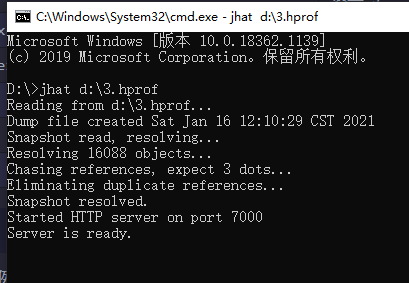 C:\Windows\System32\cmd.exe - jhat d:\3.hprof
Microsoft Windows [版本 10.0.18362.1139]
(c) 2019 Microsoft Corporation。保留所有权利。
D:\>jhat d:\3.hprof
Reading from d:\3.hprof...
Dump file created Sat Jan 16 12:10:29 CST 2021
Snapshot read, resolving...
Resolving 16088 objects...
Chasing references, expect 3 dots...
Eliminating duplicate references...
Snapshot resolved.
Started HTTP server on port 7000
Server is ready.